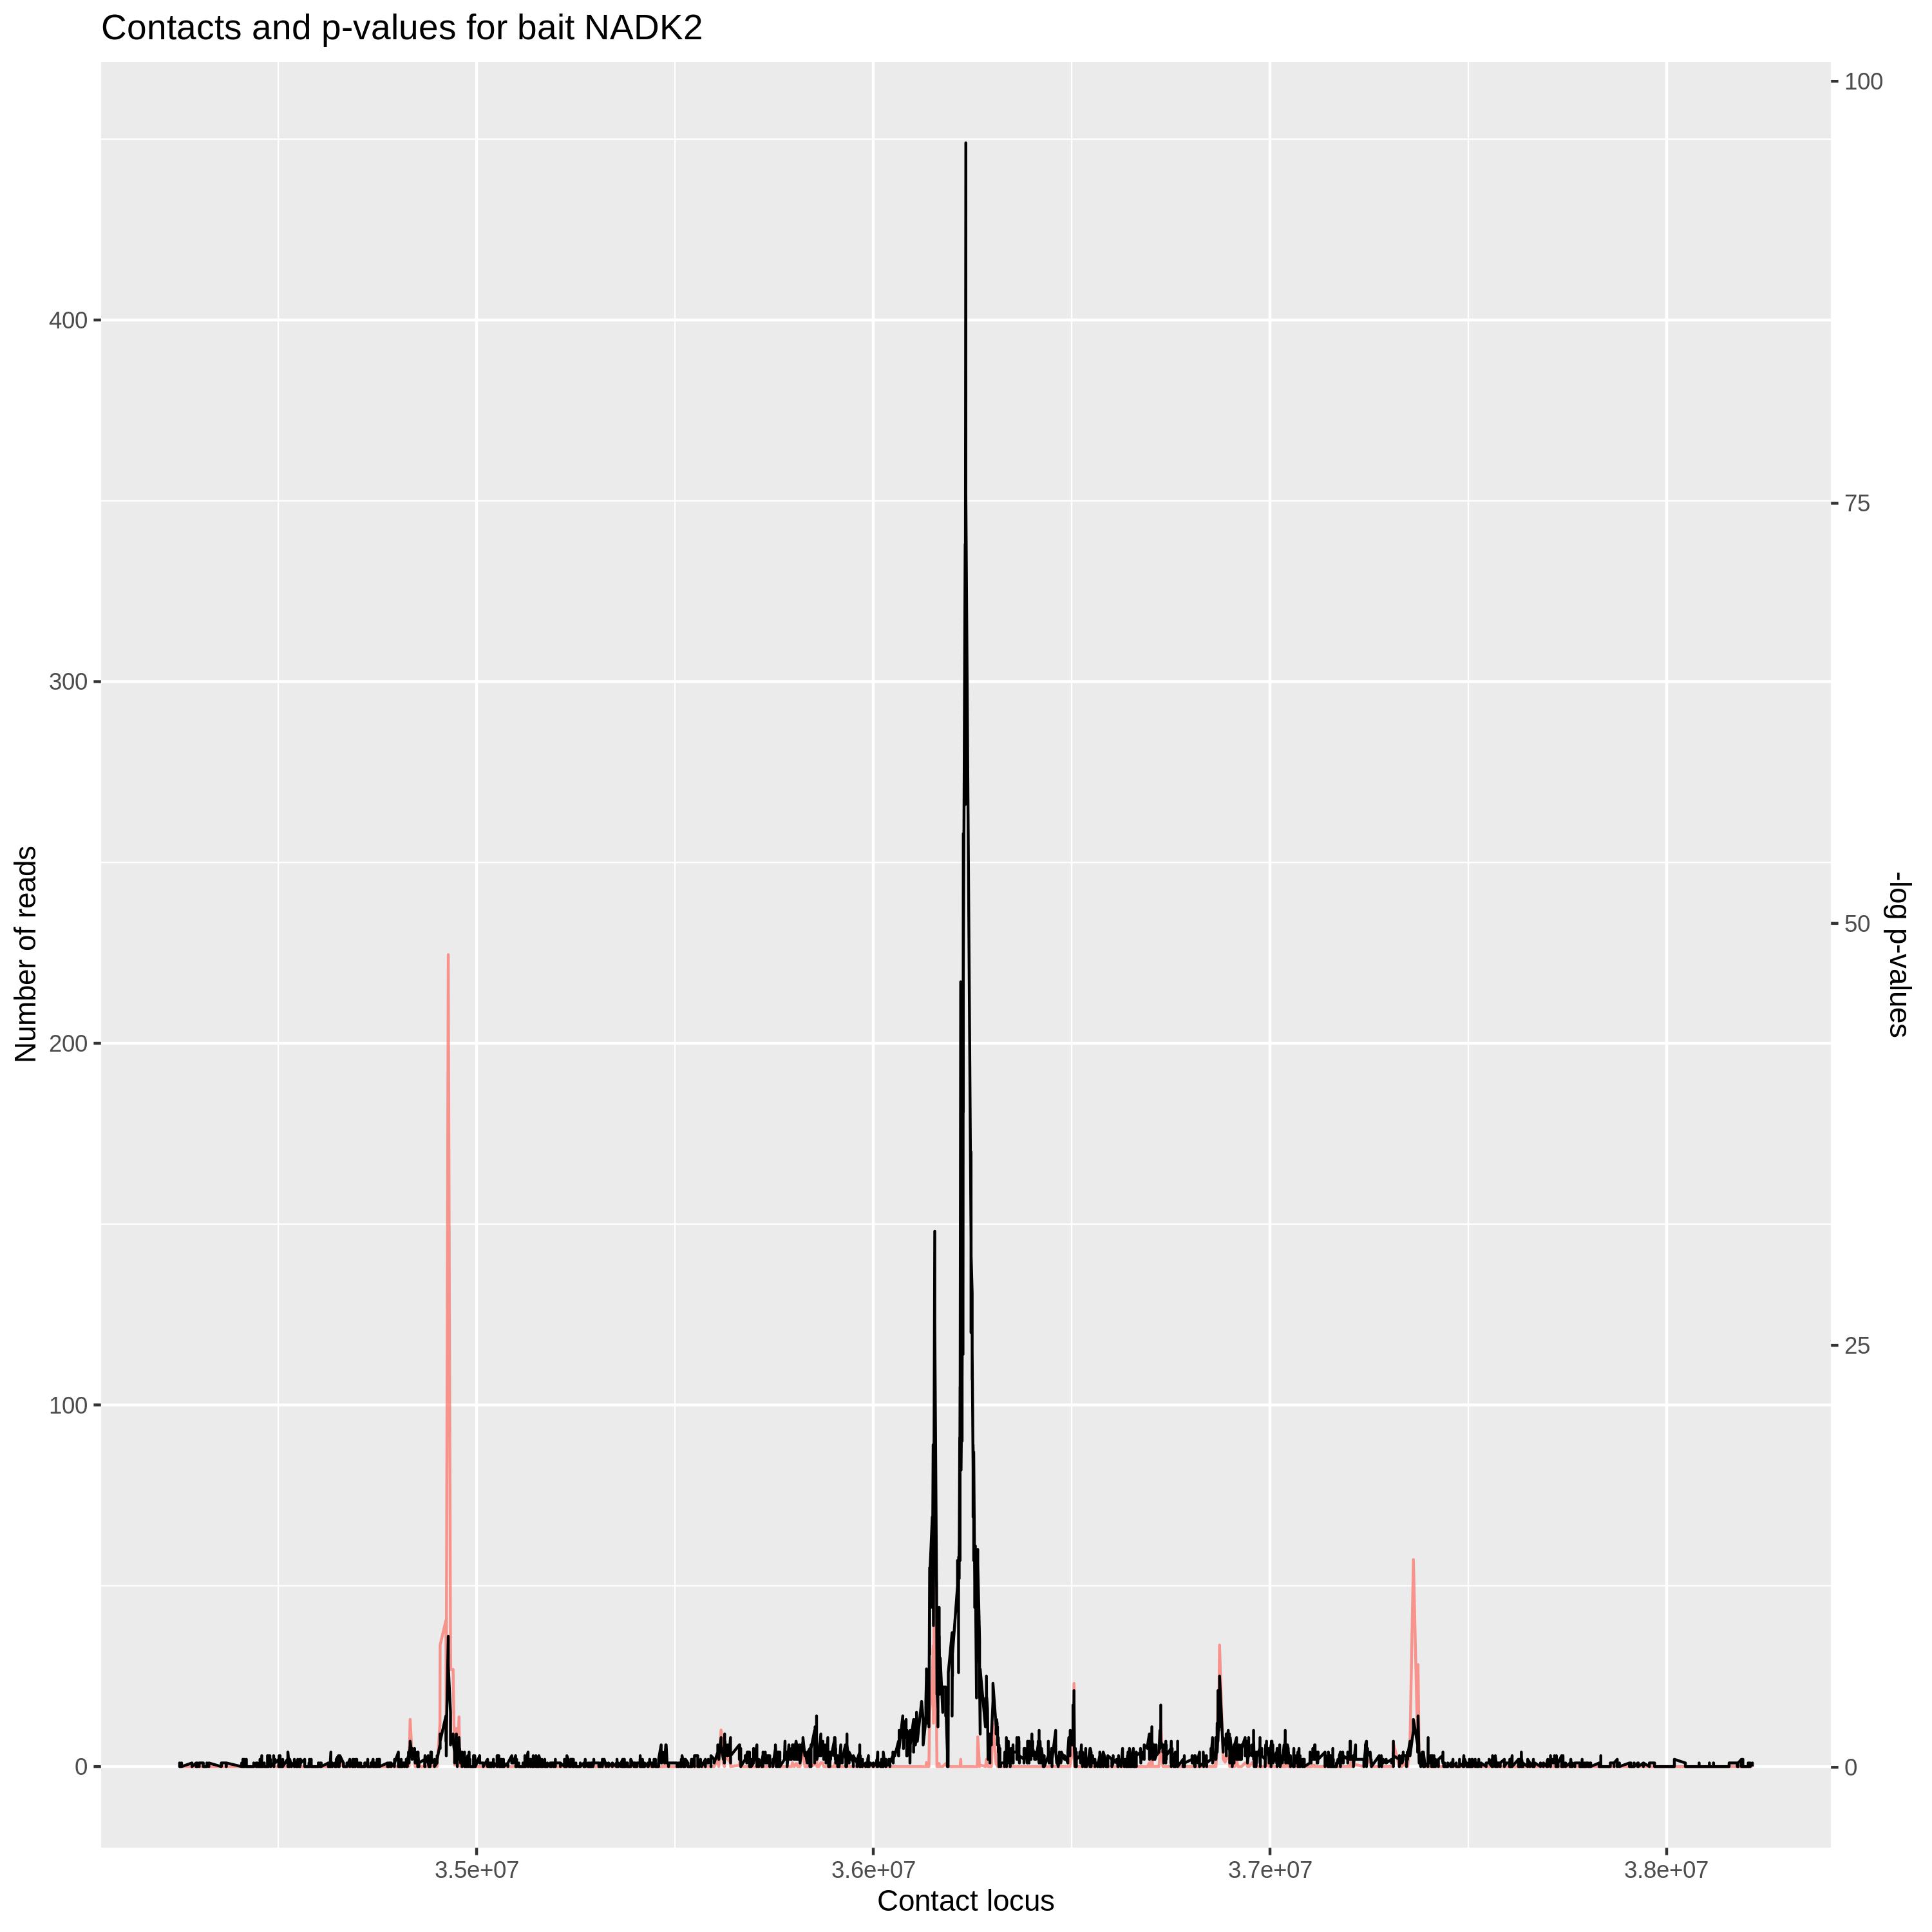 Contacts and p-values for bait NADK2
100
400
75
300
Number of reads
50
-log p-values
200
25
100
0
0
3.5e+07
3.6e+07
3.7e+07
3.8e+07
Contact locus